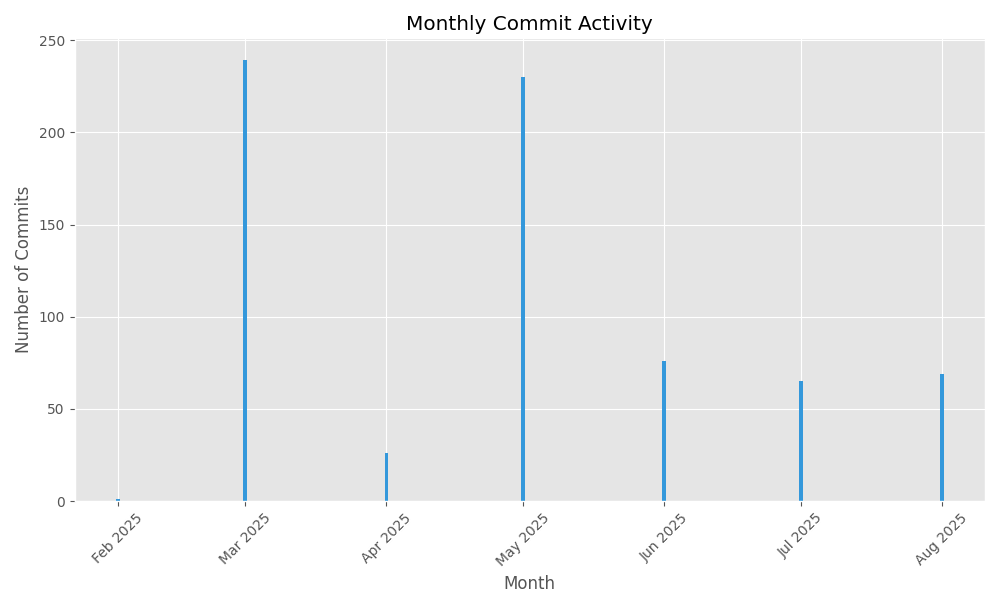 Monthly Commit Activity
250
200
150
100
50
0
Number of Commits
Feb 2025
Mar 2025
Apr 2025
May 2025
Jun 2025
Jul 2025
Aug 2025
Month